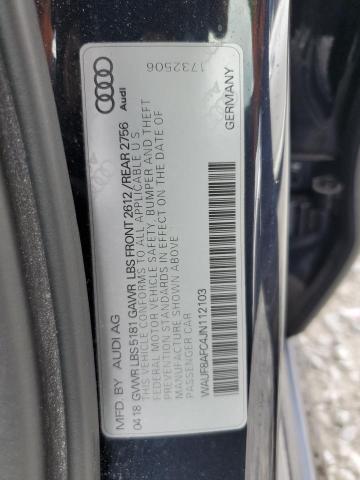 Audi
1732506
GERMANY
MFD. BY AUDI AG
04.18 GVWR LBS 5181 GAWR LBS FRONT 2612 /REAR 2756
THIS VEHICLE CONFORMS TO ALL APPLICABLE U.S
FEDERAL MOTOR VEHICLE SAFETY, BUMPER AND THEFT
PREVENTION STANDARDS IN EFFECT ON THE DATE OF
MANUFACTURE SHOWN ABOVE
PASSENGER CAR
WAUF8AFC4JN112103